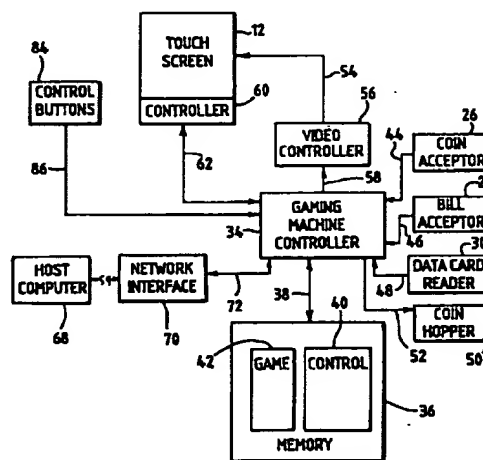 84
CONTROL
BUTTONS
86
TOUCH
SCREEN
12
CONTROLLER
60
62
54
56
VIDEO
CONTROLLER
58
44
26
COIN
ACCEPTOR
BILL
ACCEPTOR
46
34
GAMING
MACHINE
CONTROLLER
DATA CARD
READER
48
COIN
HOPPER
50
52
HOST
COMPUTER
68
NETWORK
INTERFACE
70
72
38
40
42
GAME
CONTROL
MEMORY
36